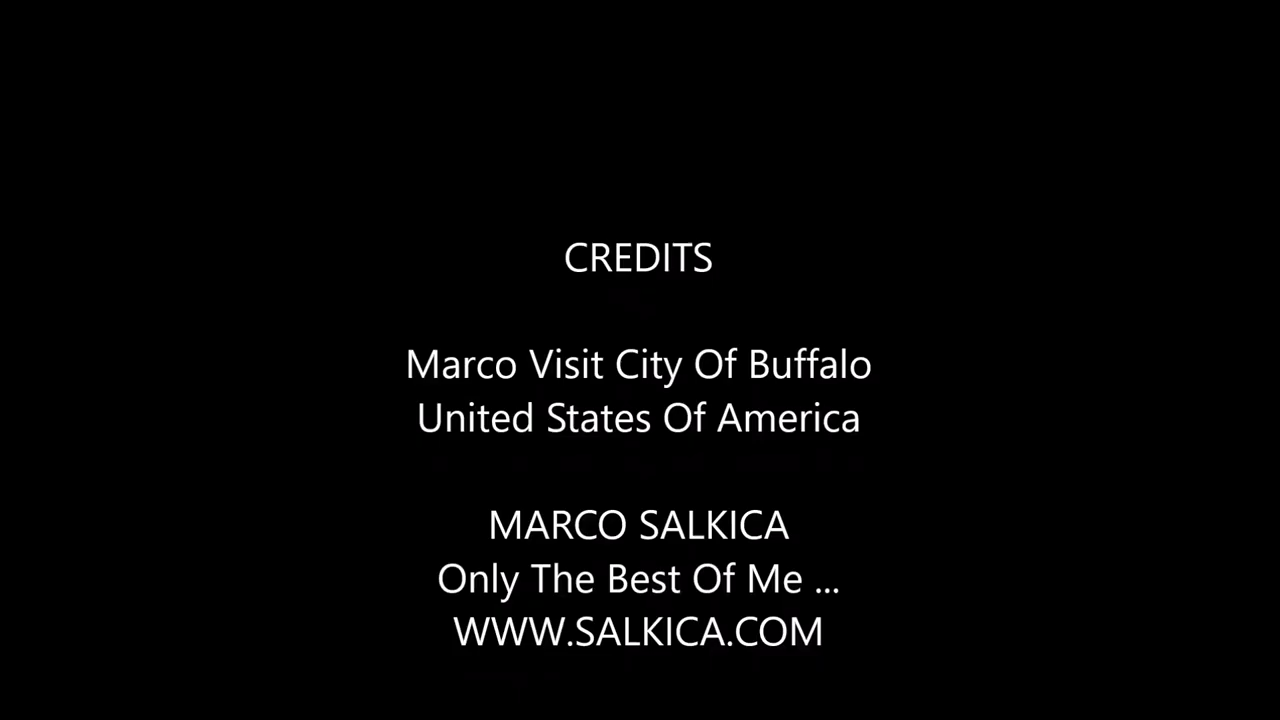 CREDITS
Marco Visit City Of Buffalo
United States Of America
MARCO SALKICA
Only The Best Of Me ...
WWW.SALKICA.COM